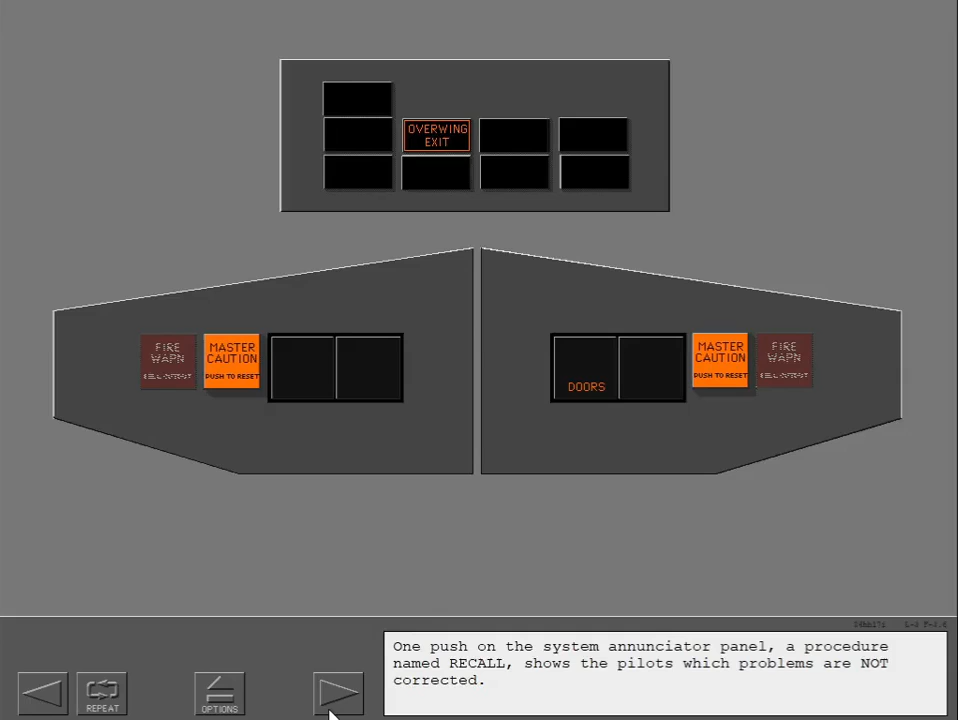 OVERWING
EXIT
FIRE
WARN
MASTER
CAUTION
PUSH TO RESET
DOORS
MASTER
CAUTION
PUSH TO RESET
FIRE
WARN
One push on the system annunciator panel, a procedure
named RECALL, shows the pilots which problems are NOT
corrected.
REPEAT
OPTIONS